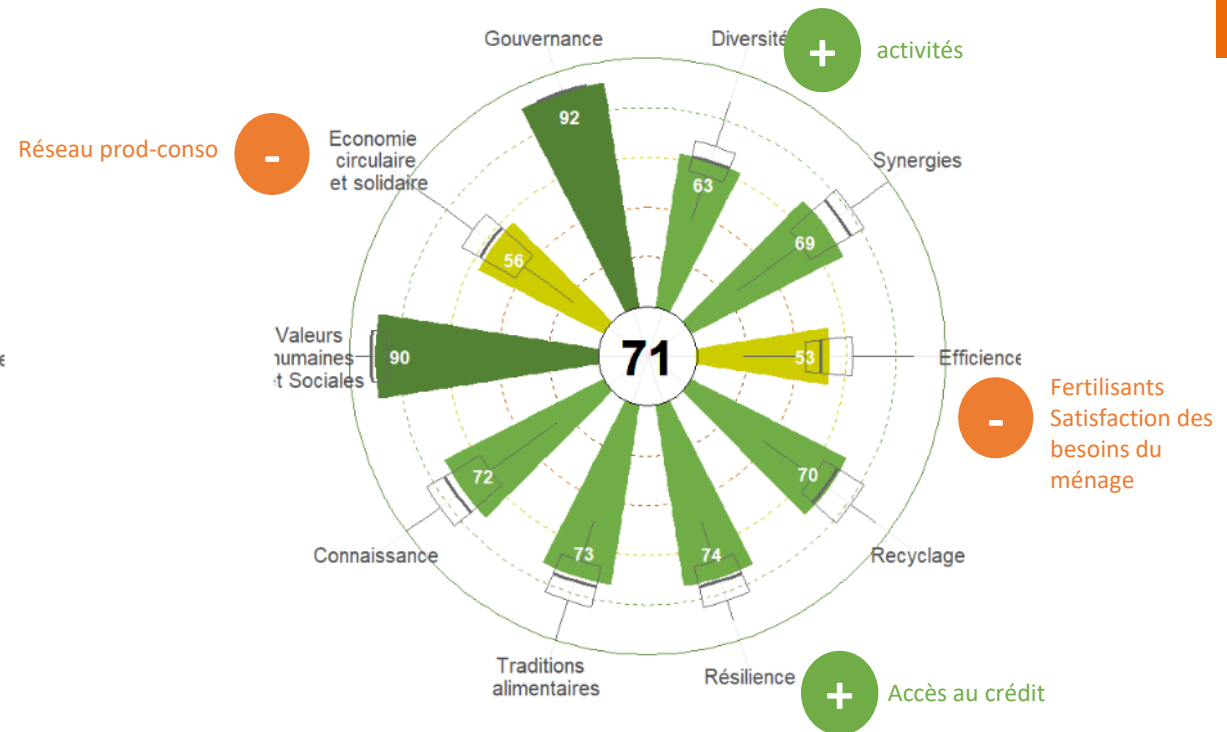 Gouvernance
Diversité
+
activités
Réseau prod-conso
-
Economie
circulaire
et solidaire
Synergies
92
63
69
56
Valeurs
humaines
et Sociales
90
71
53
Efficience
-
Fertilisants
Satisfaction des
besoins du
ménage
72
70
73
74
Connaissance
Recyclage
Traditions
alimentaires
Résilience
+
Accès au crédit